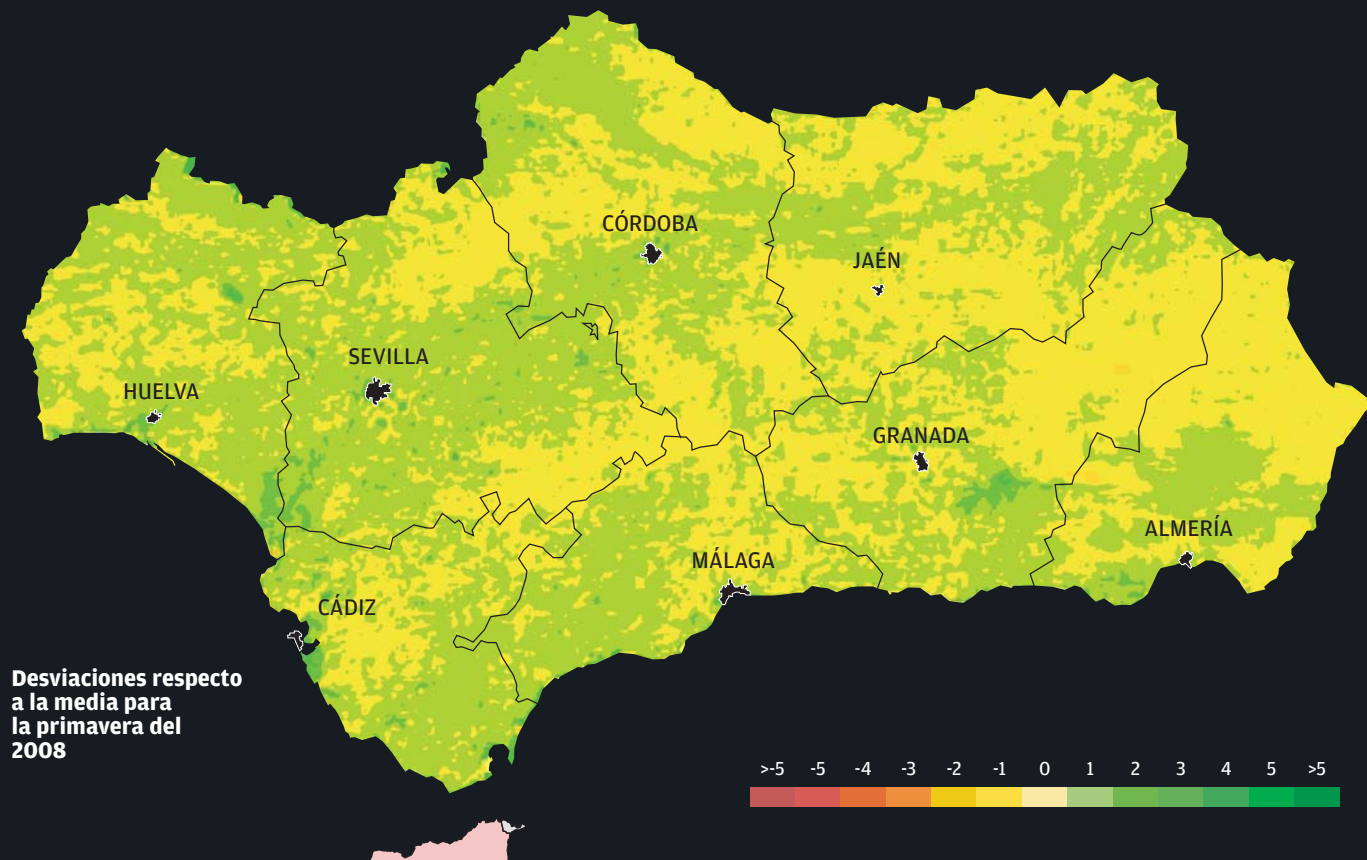 CÓRDOBA
JAÉN
SEVILLA
HUELVA
GRANADA
ALMERÍA
MÁLAGA
CÁDIZ
Desviaciones respecto
a la media para
la primavera del
2008
>-5 -5 -4 -3 -2 -1 0 1 2 3 4 5 >5